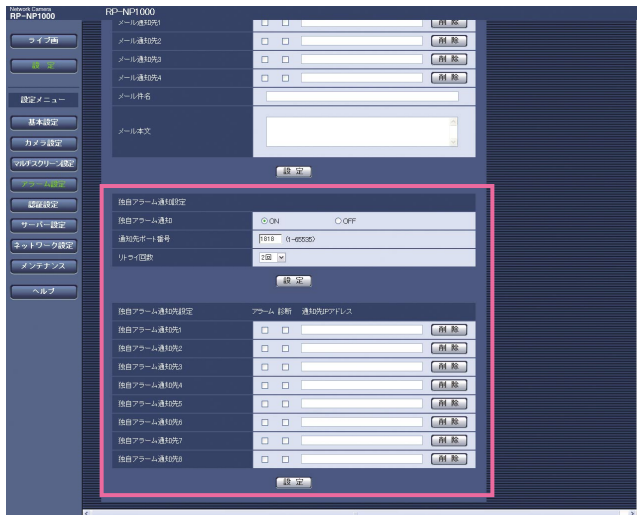 Network Camera
RP-NP1000
RP-NP1000
ライブ画
設 定
設定メニュー
基本設定
カメラ設定
マルチスクリーン設定
アラーム設定
認証設定
サーバー設定
ネットワーク設定
メンテナンス
ヘルプ
メール通知先1 削 除
メール通知先2 削 除
メール通知先3 削 除
メール通知先4 削 除
メール件名
メール本文
設 定
独自アラーム通知設定
独自アラーム通知 ON OFF
通知先ポート番号 1818 (1-65535)
リトライ回数 2回
設 定
独自アラーム通知先設定 アラーム 診断 通知先IPアドレス
独自アラーム通知先1 削 除
独自アラーム通知先2 削 除
独自アラーム通知先3 削 除
独自アラーム通知先4 削 除
独自アラーム通知先5 削 除
独自アラーム通知先6 削 除
独自アラーム通知先7 削 除
独自アラーム通知先8 削 除
設 定